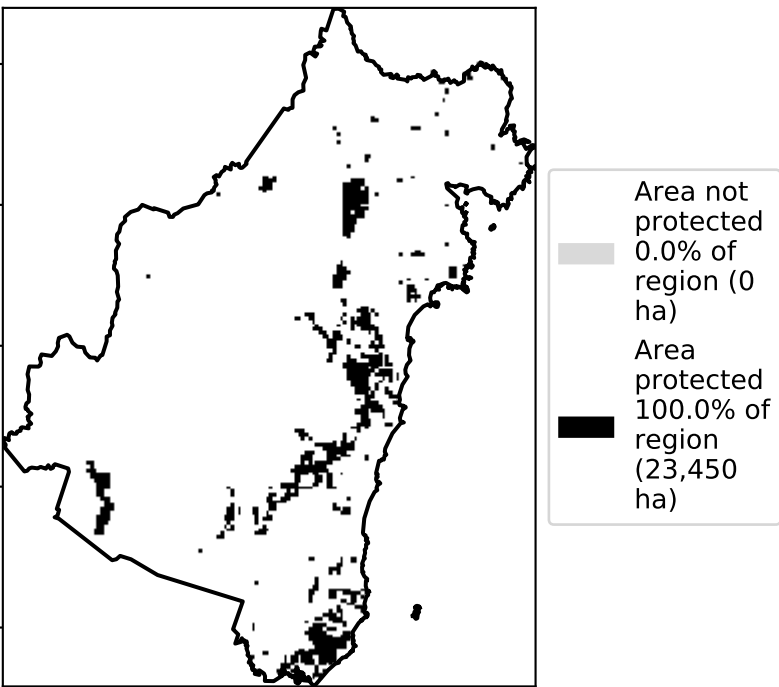 Area not
protected
0.0% of
region (0
ha)
Area
protected
100.0% of
region
(23,450
ha)